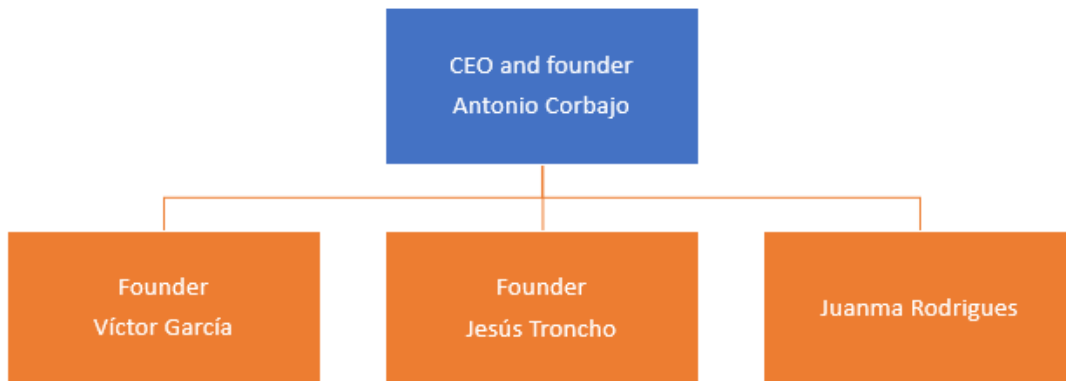 CEO and founder
Antonio Corbajo
Founder
Víctor García
Founder
Jesús Troncho
Juanma Rodrigues